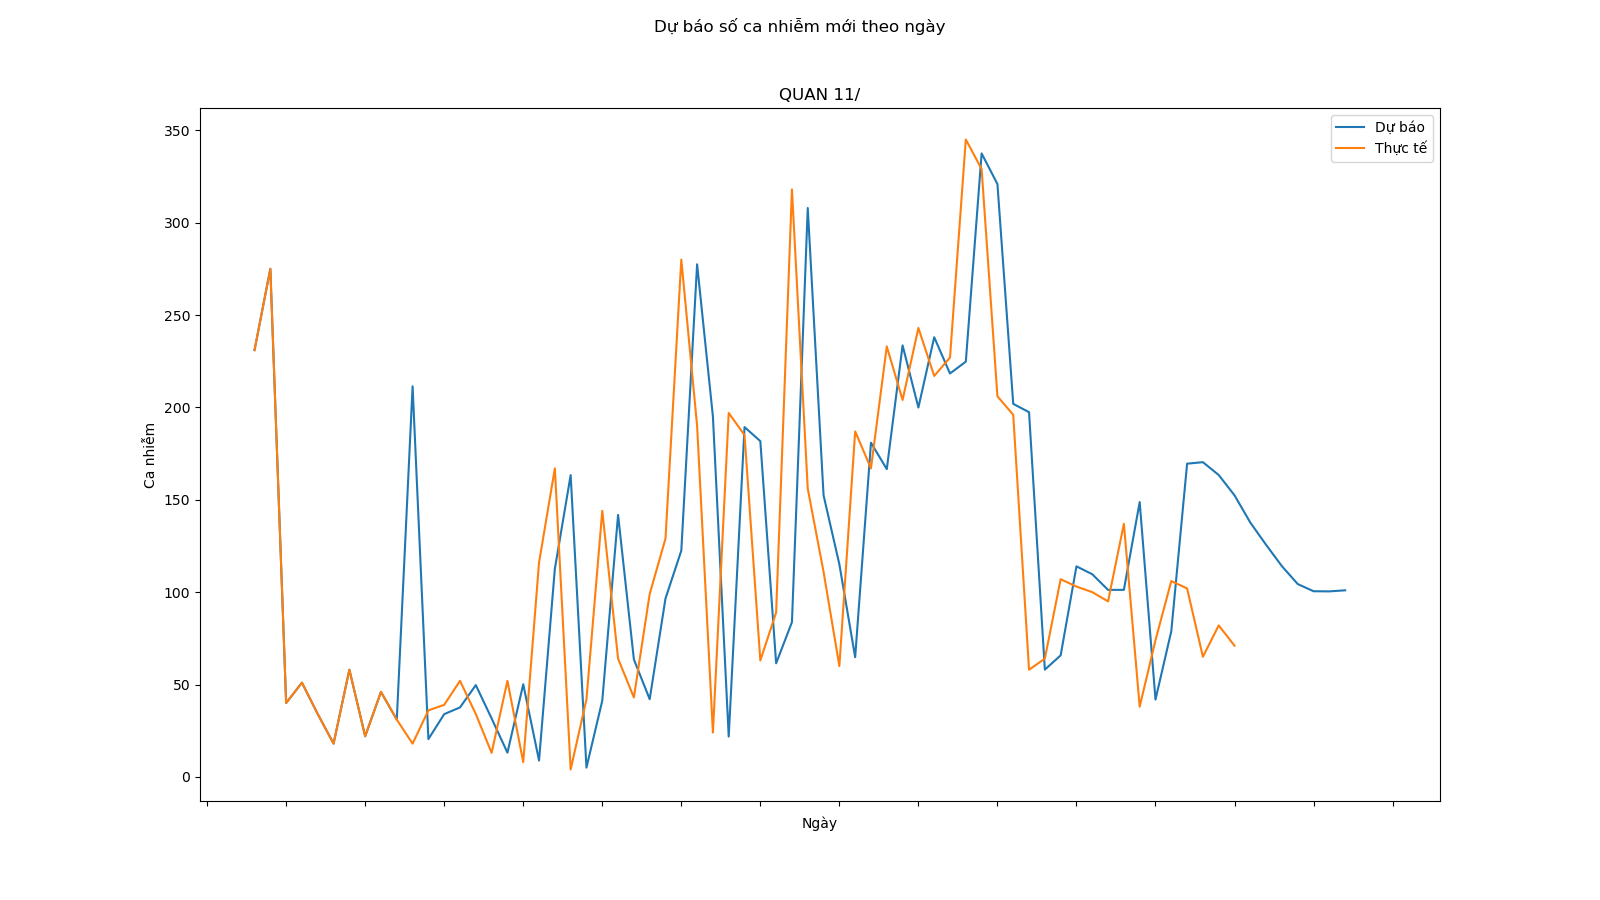 Dự báo số ca nhiễm mới theo ngày
QUAN 11/
Dự báo
Thực tế
350
300
250
200
150
100
50
0
Ca nhiễm
Ngày